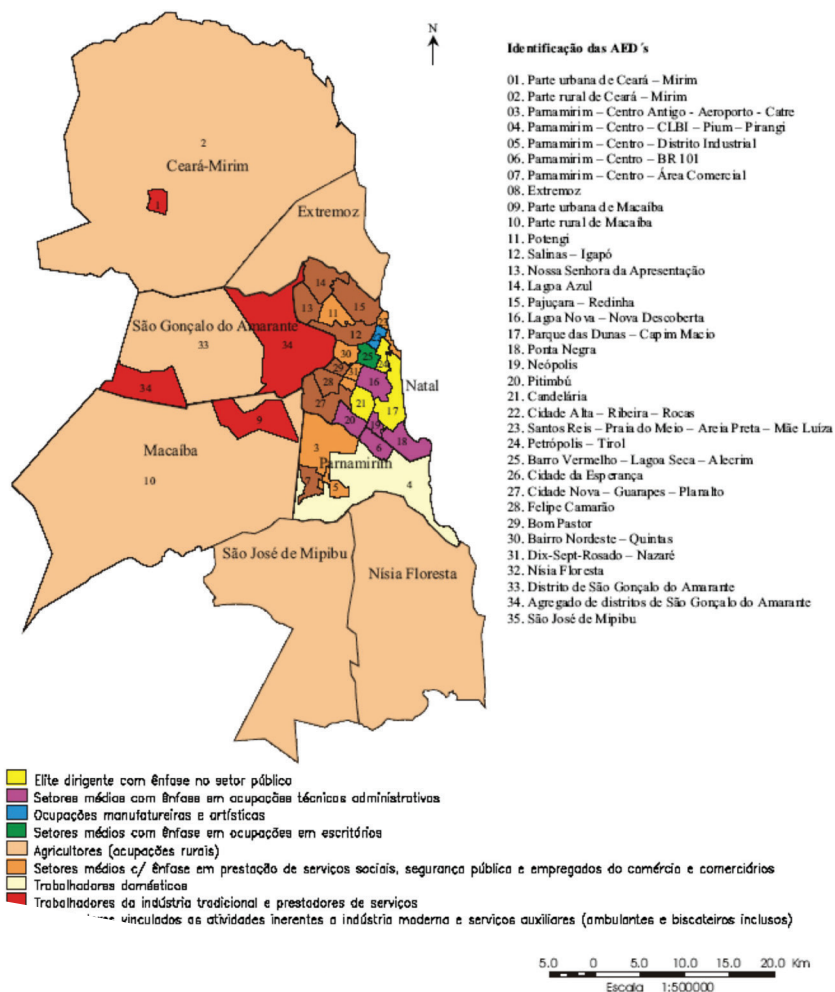 N
Identificação das AED´s
01. Parte urbana de Ceará – Mirim
02. Parte rural de Ceará – Mirim
03. Parnamirim – Centro Antigo - Aeroporto - Catre
04. Parnamirim – Centro – CLBI – Pium – Pirangi
05. Parnamirim – Centro – Distrito Industrial
06. Parnamirim – Centro – BR 101
07. Parnamirim – Centro – Área Comercial
08. Extremoz
09. Parte urbana de Macaíba
10. Parte rural de Macaíba
11. Potengi
12. Salinas – Igapó
13. Nossa Senhora da Apresentação
14. Lagoa Azul
15. Pajuçara – Redinha
16. Lagoa Nova – Nova Descoberta
17. Parque das Dunas – Capim Macio
18. Ponta Negra
19. Neópolis
20. Pitimbú
21. Candelária
22. Cidade Alta – Ribeira – Rocas
23. Santos Reis – Praia do Meio – Areia Preta – Mãe Luíza
24. Petrópolis – Tirol
25. Barro Vermelho – Lagoa Seca – Alecrim
26. Cidade da Esperança
27. Cidade Nova – Guarapes – Planalto
28. Felipe Camarão
29. Bom Pastor
30. Bairro Nordeste – Quintas
31. Dix-Sept-Rosado – Nazaré
32. Nísia Floresta
33. Distrito de São Gonçalo do Amarante
34. Agregado de distritos de São Gonçalo do Amarante
35. São José de Mipibu
2
Ceará-Mirim
1
Extremoz
14
13
11
15
23
São Gonçalo do Amarante
33
34
12
30
25
24
29
31
28
16
Natal
34
27
21
17
9
20
19
18
Macaíba
10
3
6
Parnamirim
7
5
4
São José de Mipibu
Nísia Floresta
Elite dirigente com ênfase no setor público
Setores médios com ênfase em ocupações técnicas administrativas
Ocupações manufatureiras e artísticas
Setores médios com ênfase em ocupações em escritórios
Agricultores (ocupações rurais)
Setores médios c/ ênfase em prestação de serviços sociais, segurança pública e empregados do comércio e comerciários
Trabalhadores domésticos
Trabalhadores da indústria tradicional e prestadores de serviços
vinculados as atividades inerentes a indústria moderna e serviços auxiliares (ambulantes e biscateiros inclusos)
5.0 0 5.0 10.0 15.0 20.0 Km
Escala 1:500000